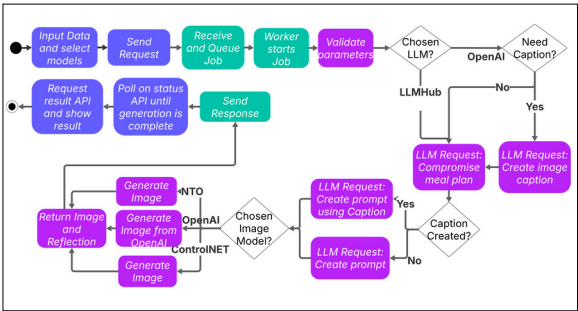 Input Data
and select
models
Send
Request
Receive
and Queue
Job
Worker
starts
Job
Validate
parameters
Chosen
LLM?
OpenAI
Need
Caption?
LLMHub
No
Yes
Request
result API
and show
result
Poll on status
API until
generation is
complete
Send
Response
LLM Request:
Compromise
meal plan
LLM Request:
Create image
caption
Caption
Created?
Yes
No
LLM Request:
Create prompt
using Caption
LLM Request:
Create prompt
Chosen
Image
Model?
NTO
OpenAI
ControlNET
Generate
Image
Generate
Image from
OpenAI
Generate
Image
Return Image
and
Reflection